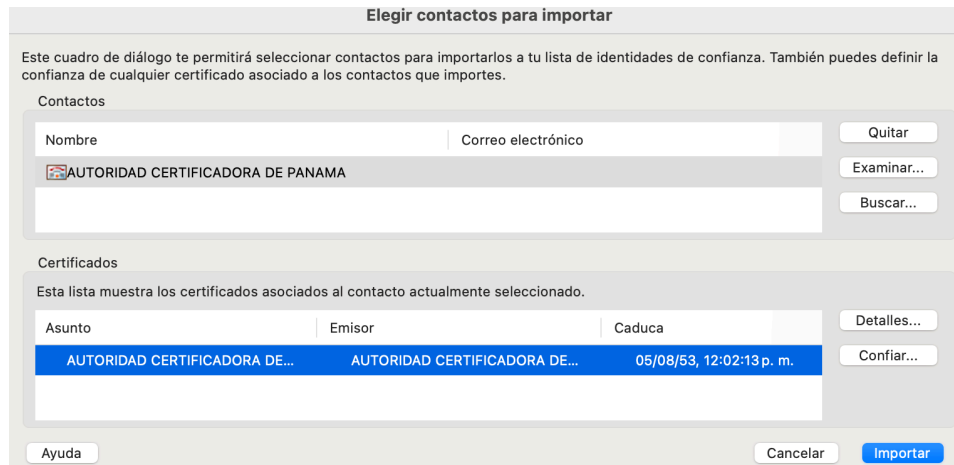 Elegir contactos para importar
Este cuadro de diálogo te permitirá seleccionar contactos para importarlos a tu lista de identidades de confianza. También puedes definir la
confianza de cualquier certificado asociado a los contactos que importes.
Contactos
Nombre Correo electrónico
AUTORIDAD CERTIFICADORA DE PANAMA
Quitar
Examinar...
Buscar...
Certificados
Esta lista muestra los certificados asociados al contacto actualmente seleccionado.
Asunto Emisor Caduca
AUTORIDAD CERTIFICADORA DE... AUTORIDAD CERTIFICADORA DE... 05/08/53, 12:02:13 p. m.
Detalles...
Confiar...
Ayuda Cancelar Importar